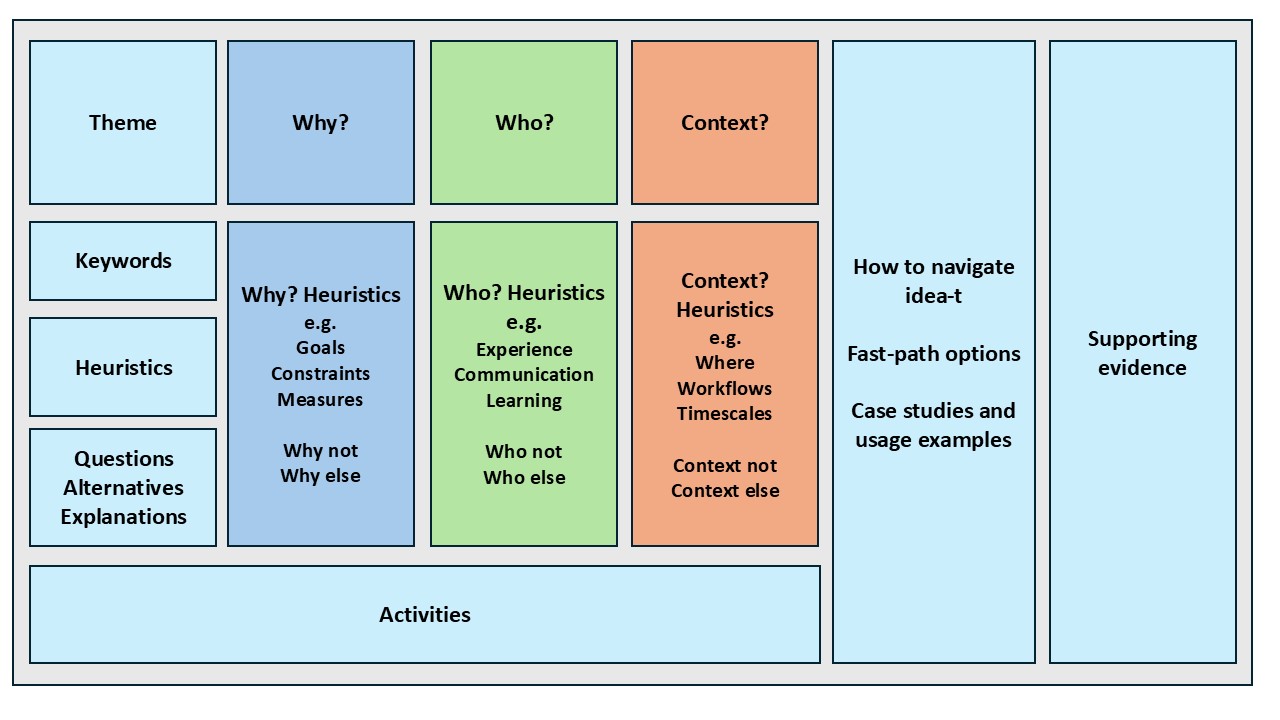 Theme
Why?
Who?
Context?
Keywords
Heuristics
Questions
Alternatives
Explanations
Why? Heuristics
e.g.
Goals
Constraints
Measures
Why not
Why else
Who? Heuristics
e.g.
Experience
Communication
Learning
Who not
Who else
Context?
Heuristics
e.g.
Where
Workflows
Timescales
Context not
Context else
How to navigate
idea-t
Fast-path options
Case studies and
usage examples
Supporting
evidence
Activities